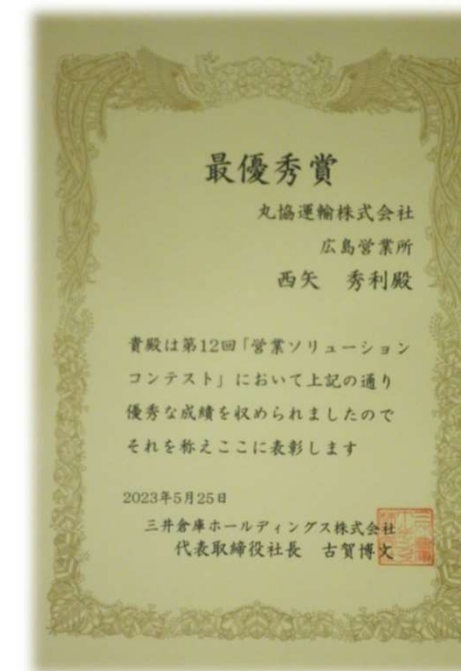 最優秀賞
丸協運輸株式会社
広島営業所
西矢　秀利殿
貴殿は第12回「営業ソリューション
コンテスト」において上記の通り
優秀な成績を収められましたので
それを称えここに表彰します
2023年5月25日
三井倉庫ホールディングス株式会社
代表取締役社長　古賀博文